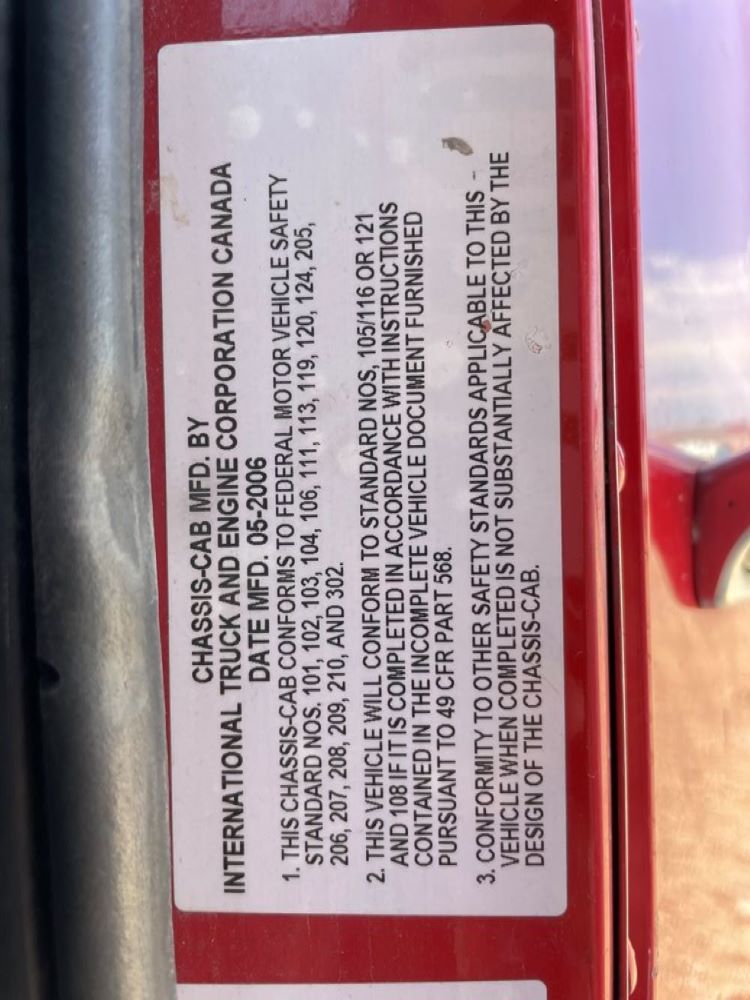 CHASSIS-CAB MFD. BY
INTERNATIONAL TRUCK AND ENGINE CORPORATION CANADA
DATE MFD. 05-2006
1. THIS CHASSIS-CAB CONFORMS TO FEDERAL MOTOR VEHICLE SAFETY
STANDARD NOS. 101, 102, 103, 104, 106, 111, 113, 119, 120, 124, 205,
206, 207, 208, 209, 210, AND 302.
2. THIS VEHICLE WILL CONFORM TO STANDARD NOS, 105/116 OR 121
AND 108 IF IT IS COMPLETED IN ACCORDANCE WITH INSTRUCTIONS
CONTAINED IN THE INCOMPLETE VEHICLE DOCUMENT FURNISHED
PURSUANT TO 49 CFR PART 568.
3. CONFORMITY TO OTHER SAFETY STANDARDS APPLICABLE TO THIS
VEHICLE WHEN COMPLETED IS NOT SUBSTANTIALLY AFFECTED BY THE
DESIGN OF THE CHASSIS-CAB.